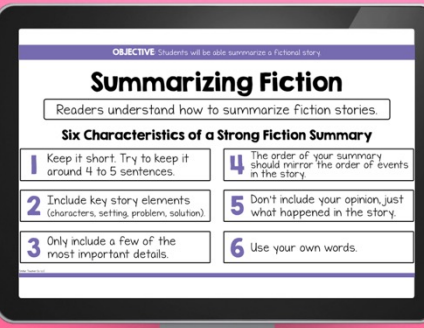 OBJECTIVE: Students will be able summarize a fictional story.
Summarizing Fiction
Readers understand how to summarize fiction stories.
Six Characteristics of a Strong Fiction Summary
1 Keep it short. Try to keep it
around 4 to 5 sentences.
2 Include key story elements
(characters, setting, problem, solution).
3 Only include a few of the
most important details.
4 The order of your summary
should mirror the order of events
in the story.
5 Don't include your opinion, just
what happened in the story.
6 Use your own words.